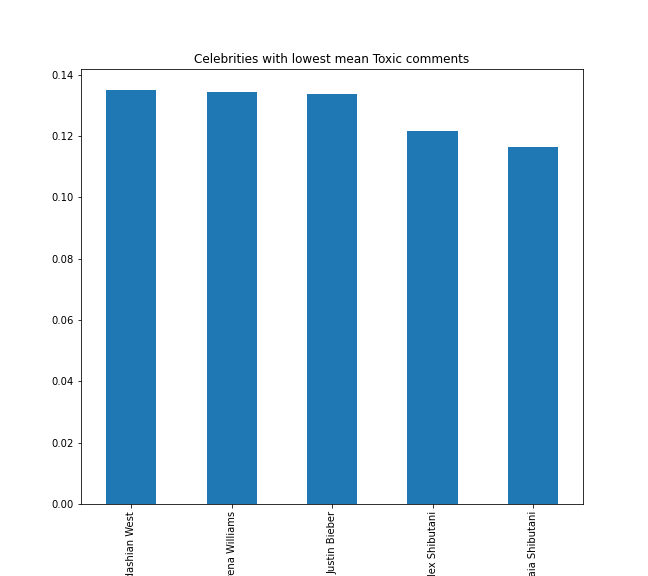 Celebrities with lowest mean Toxic comments
0.14
0.12
0.10
0.08
0.06
0.04
0.02
0.00
dashian West
ena Williams
Justin Bieber
lex Shibutani
aia Shibutani